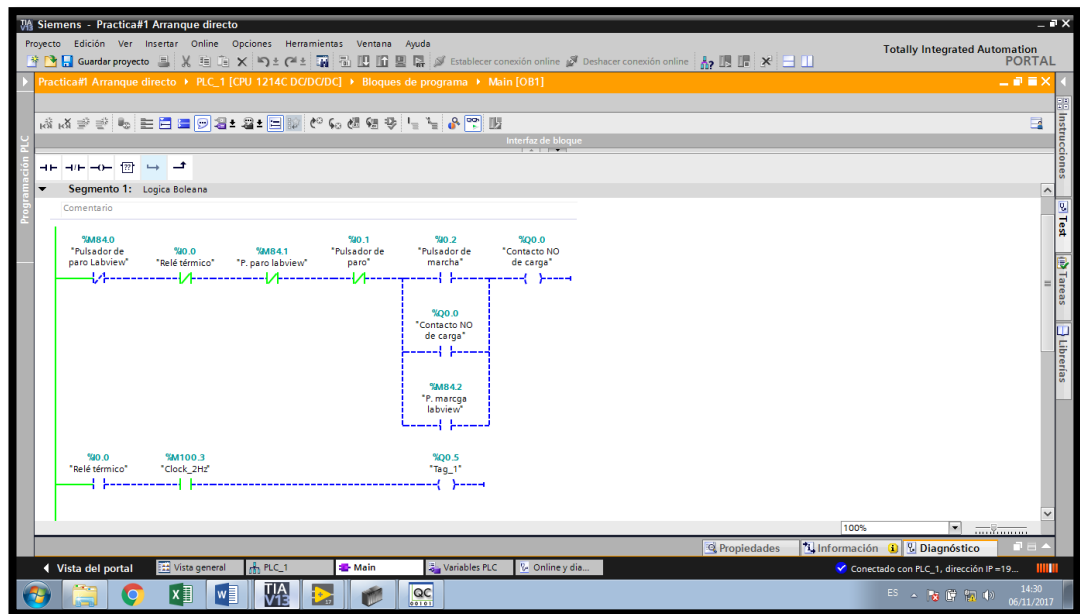 Siemens - Practica#1 Arranque directo
Proyecto Edición Ver Insertar Online Opciones Herramientas Ventana Ayuda
Totally Integrated Automation
PORTAL
Guardar proyecto
Establecer conexión online
Deshacer conexión online
Practica#1 Arranque directo PLC_1 [CPU 1214C DC/DC/DC] Bloques de programa Main [OB1]
Interfaz de bloque
Programación PLC
Instrucciones
Test
Tareas
Librerías
Segmento 1: Logica Boleana
Comentario
%M84.0
"Pulsador de
paro Labview"
%I0.0
"Relé térmico"
%M84.1
"P. paro labview"
%I0.1
"Pulsador de
paro"
%I0.2
"Pulsador de
marcha"
%Q0.0
"Contacto NO
de carga"
%Q0.0
"Contacto NO
de carga"
%M84.2
"P. marcga
labview"
%I0.0
"Relé térmico"
%M100.3
"Clock_2Hz"
%Q0.5
"Tag_1"
100%
Propiedades Información Diagnóstico
Vista del portal Vista general PLC_1 Main Variables PLC Online y dia...
Conectado con PLC_1, dirección IP=19...
TIA
V13
QC
00101
ES
14:30
06/11/2017